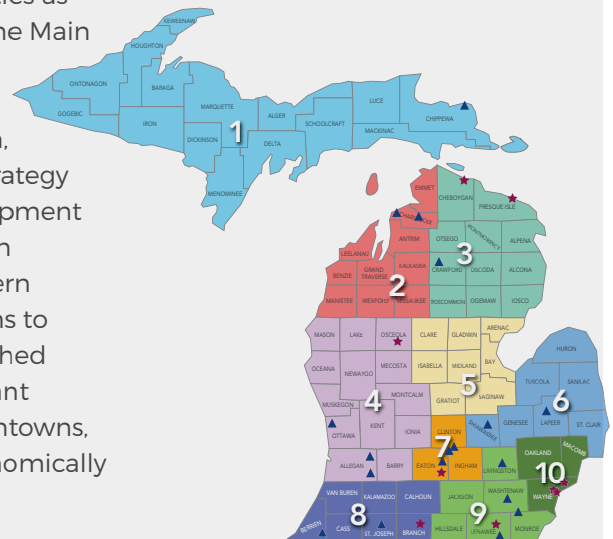 ties as
ne Main
n,
rategy
opment
n
ern
ns to
shed
ant
ntowns,
nomically
KEWEENAW
HOUGHTON
ONTONAGON
BARAGA
GOGEBIC
IRON
MARQUETTE
1
DICKINSON
MENOMINEE
ALGER
DELTA
SCHOOLCRAFT
LUCE
MACKINAC
CHIPPEWA
EMMET
CHEBOYGAN
PRESQUE ISLE
ANTRIM
OTSEGO
MONTMORENCY
ALPENA
3
LEELANAU
BENZIE
GRAND
TRAVERSE
KALKASKA
CRAWFORD
OSCODA
ALCONA
2
MANISTEE
WEXFORD
MISSAUKEE
ROSCOMMON
OGEMAW
IOSCO
MASON
LAKE
OSCEOLA
CLARE
GLADWIN
ARENAC
OCEANA
NEWAYGO
MECOSTA
ISABELLA
MIDLAND
BAY
HURON
5
MUSKEGON
MONTCALM
GRATIOT
SAGINAW
TUSCOLA
SANILAC
4
6
OTTAWA
KENT
IONIA
CLINTON
SHIAWASSEE
GENESEE
LAPEER
ST. CLAIR
7
ALLEGAN
BARRY
EATON
INGHAM
LIVINGSTON
OAKLAND
MACOMB
10
VAN BUREN
KALAMAZOO
CALHOUN
JACKSON
WASHTENAW
WAYNE
8
9
BERRIEN
CASS
ST. JOSEPH
BRANCH
HILLSDALE
LENAWEE
MONROE